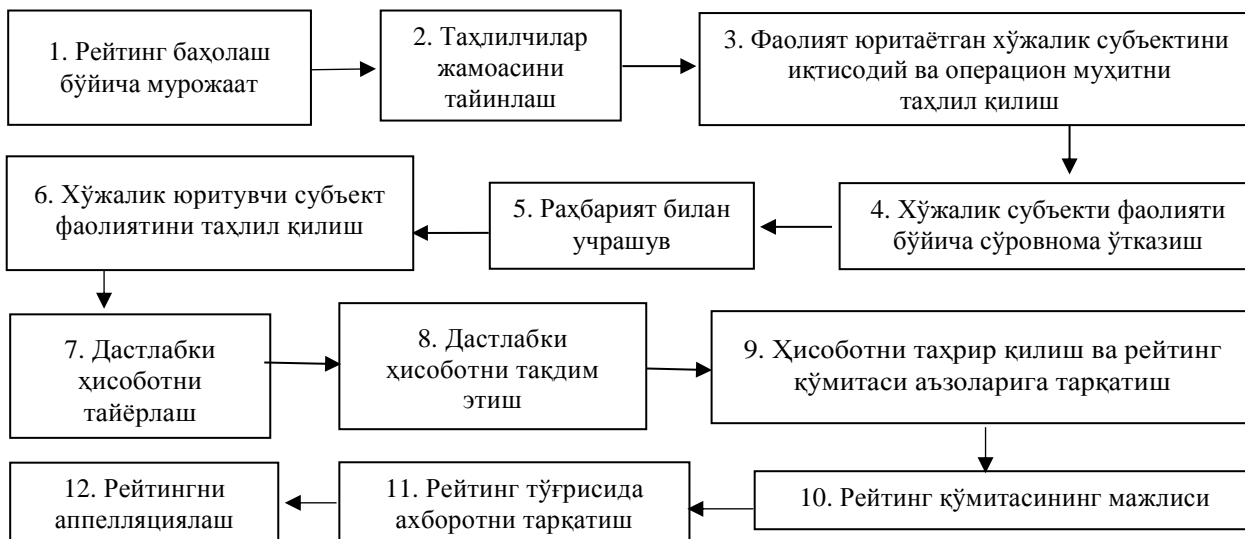 1. Рейтинг баҳолаш
бўйича мурожаат
2. Таҳлилчилар
жамоасини
тайинлаш
3. Фаолият юритаётган хўжалик субъектини
иқтисодий ва операцион муҳитни
таҳлил қилиш
4. Хўжалик субъекти фаолияти
бўйича сўровнома ўтказиш
5. Раҳбарият билан
учрашув
6. Хўжалик юритувчи субъект
фаолиятини таҳлил қилиш
7. Дастлабки
ҳисоботни
тайёрлаш
8. Дастлабки
ҳисоботни тақдим
этиш
9. Ҳисоботни таҳрир қилиш ва рейтинг
қўмитаси аъзоларига тарқатиш
10. Рейтинг қўмитасининг мажлиси
11. Рейтинг тўғрисида
ахборотни тарқатиш
12. Рейтингни
аппелляциялаш